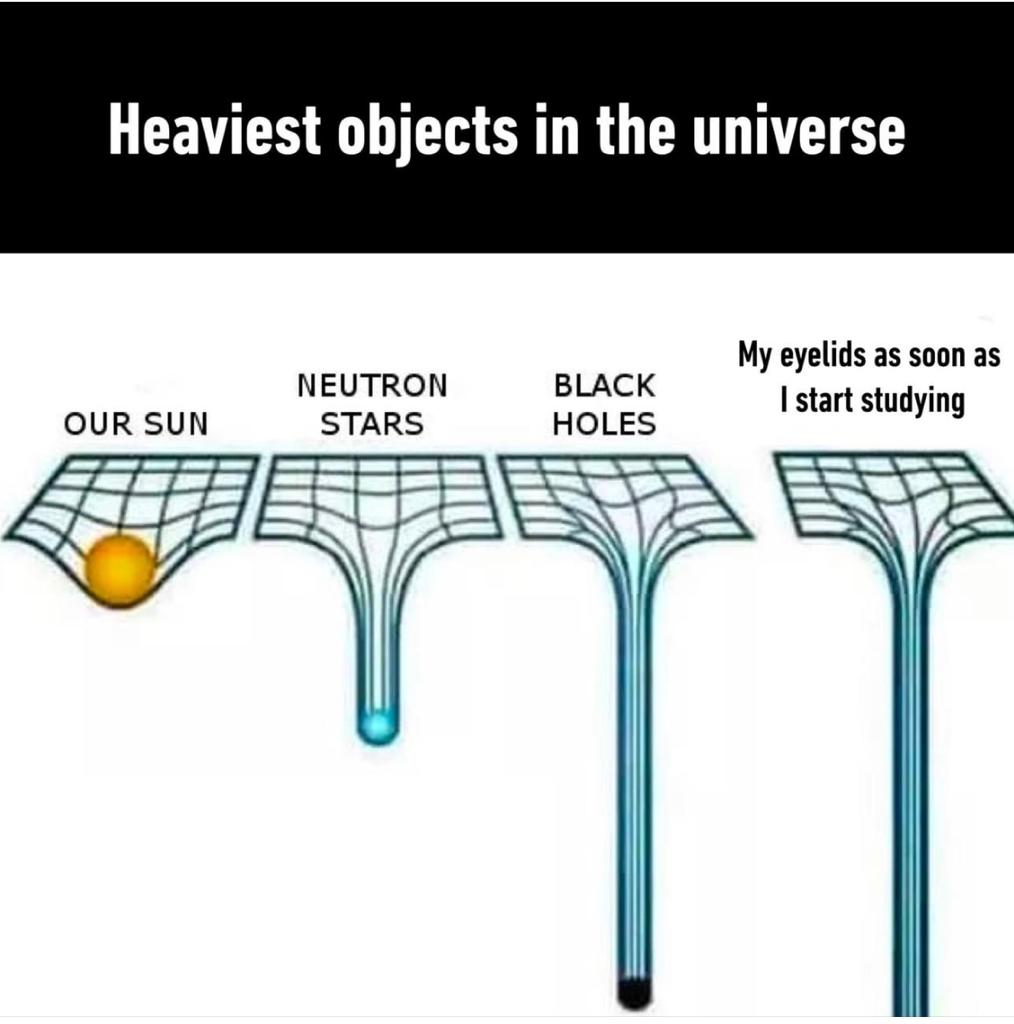 Heaviest objects in the universe
OUR SUN
NEUTRON
STARS
BLACK
HOLES
My eyelids as soon as
I start studying